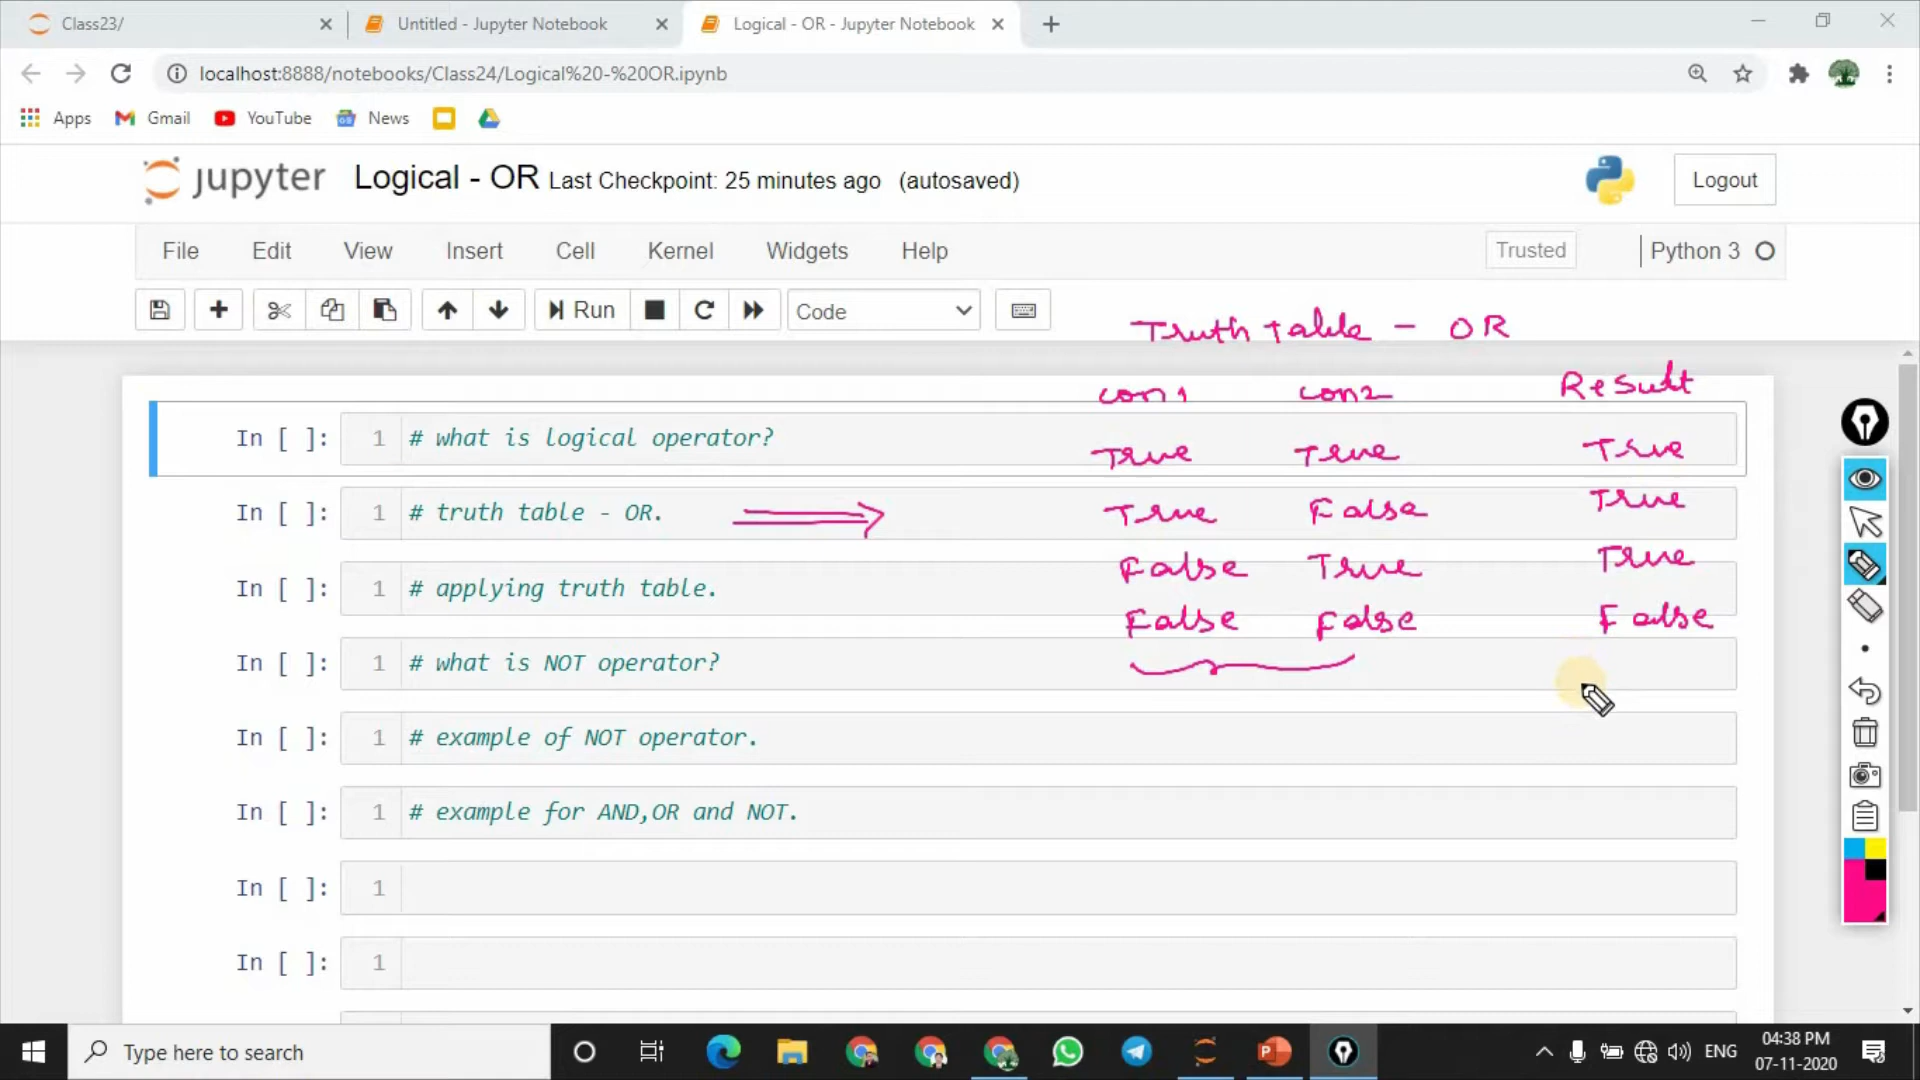 Class23/
Untitled - Jupyter Notebook
Logical - OR - Jupyter Notebook
localhost:8888/notebooks/Class24/Logical%20-%20OR.ipynb
Apps Gmail YouTube News
jupyter Logical - OR Last Checkpoint: 25 minutes ago (autosaved)
Logout
File Edit View Insert Cell Kernel Widgets Help
Trusted
Python 3
Run
Code
Truth table - OR
con1 con2 Result
In [ ]: 1 # what is logical operator?
True True True
In [ ]: 1 # truth table - OR.
True False True
False True True
In [ ]: 1 # applying truth table.
False False False
In [ ]: 1 # what is NOT operator?
In [ ]: 1 # example of NOT operator.
In [ ]: 1 # example for AND,OR and NOT.
In [ ]: 1
In [ ]: 1
Type here to search
ENG
04:38 PM
07-11-2020